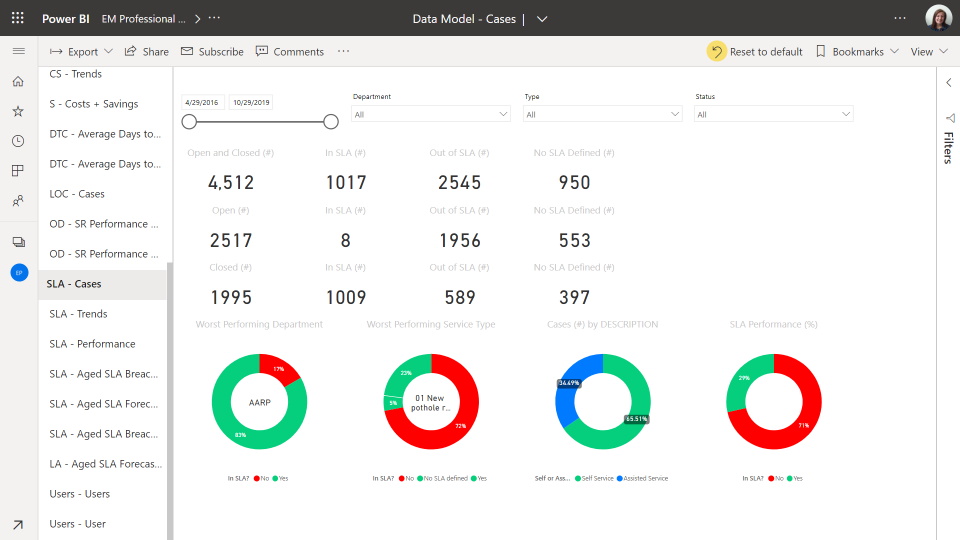 Power BI EM Professional ... Data Model - Cases |
Export Share Subscribe Comments Reset to default Bookmarks View
CS - Trends
S - Costs + Savings
DTC - Average Days to...
DTC - Average Days to...
LOC - Cases
OD - SR Performance ...
OD - SR Performance ...
SLA - Cases
SLA - Trends
SLA - Performance
SLA - Aged SLA Breac...
SLA - Aged SLA Forec...
SLA - Aged SLA Breac...
LA - Aged SLA Forecas...
Users - Users
Users - User
EP
4/29/2016 10/29/2019
Department
All
Type
All
Status
All
Filters
Open and Closed (#) In SLA (#) Out of SLA (#) No SLA Defined (#)
4,512 1017 2545 950
Open (#) In SLA (#) Out of SLA (#) No SLA Defined (#)
2517 8 1956 553
Closed (#) In SLA (#) Out of SLA (#) No SLA Defined (#)
1995 1009 589 397
Worst Performing Department
17%
AARP
83%
In SLA? No Yes
Worst Performing Service Type
23%
5%
01 New
pothole r...
72%
In SLA? No No SLA defined Yes
Cases (#) by DESCRIPTION
34.49%
65.51%
Self or Ass... Self Service Assisted Service
SLA Performance (%)
29%
71%
In SLA? No Yes